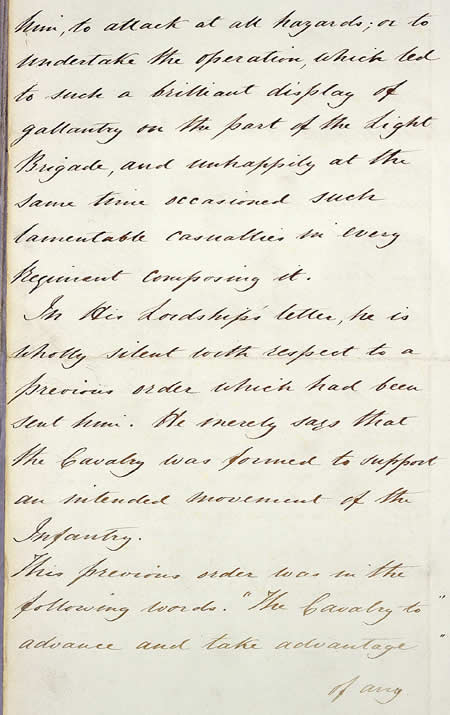 him, to attack at all hazards; or to
undertake the operation, which led
to such a brilliant display of
gallantry on the part of the Light
Brigade, and unhappily at the
same time occasioned such
lamentable casualties in every
Regiment composing it.
In His Lordship's letter, he is
wholly silent with respect to a
previous order which had been
sent him. He merely says that
the Cavalry was formed to support
an intended movement of the
Infantry.
This previous order was in the
following words. "The Cavalry to "
advance and take advantage "
of any